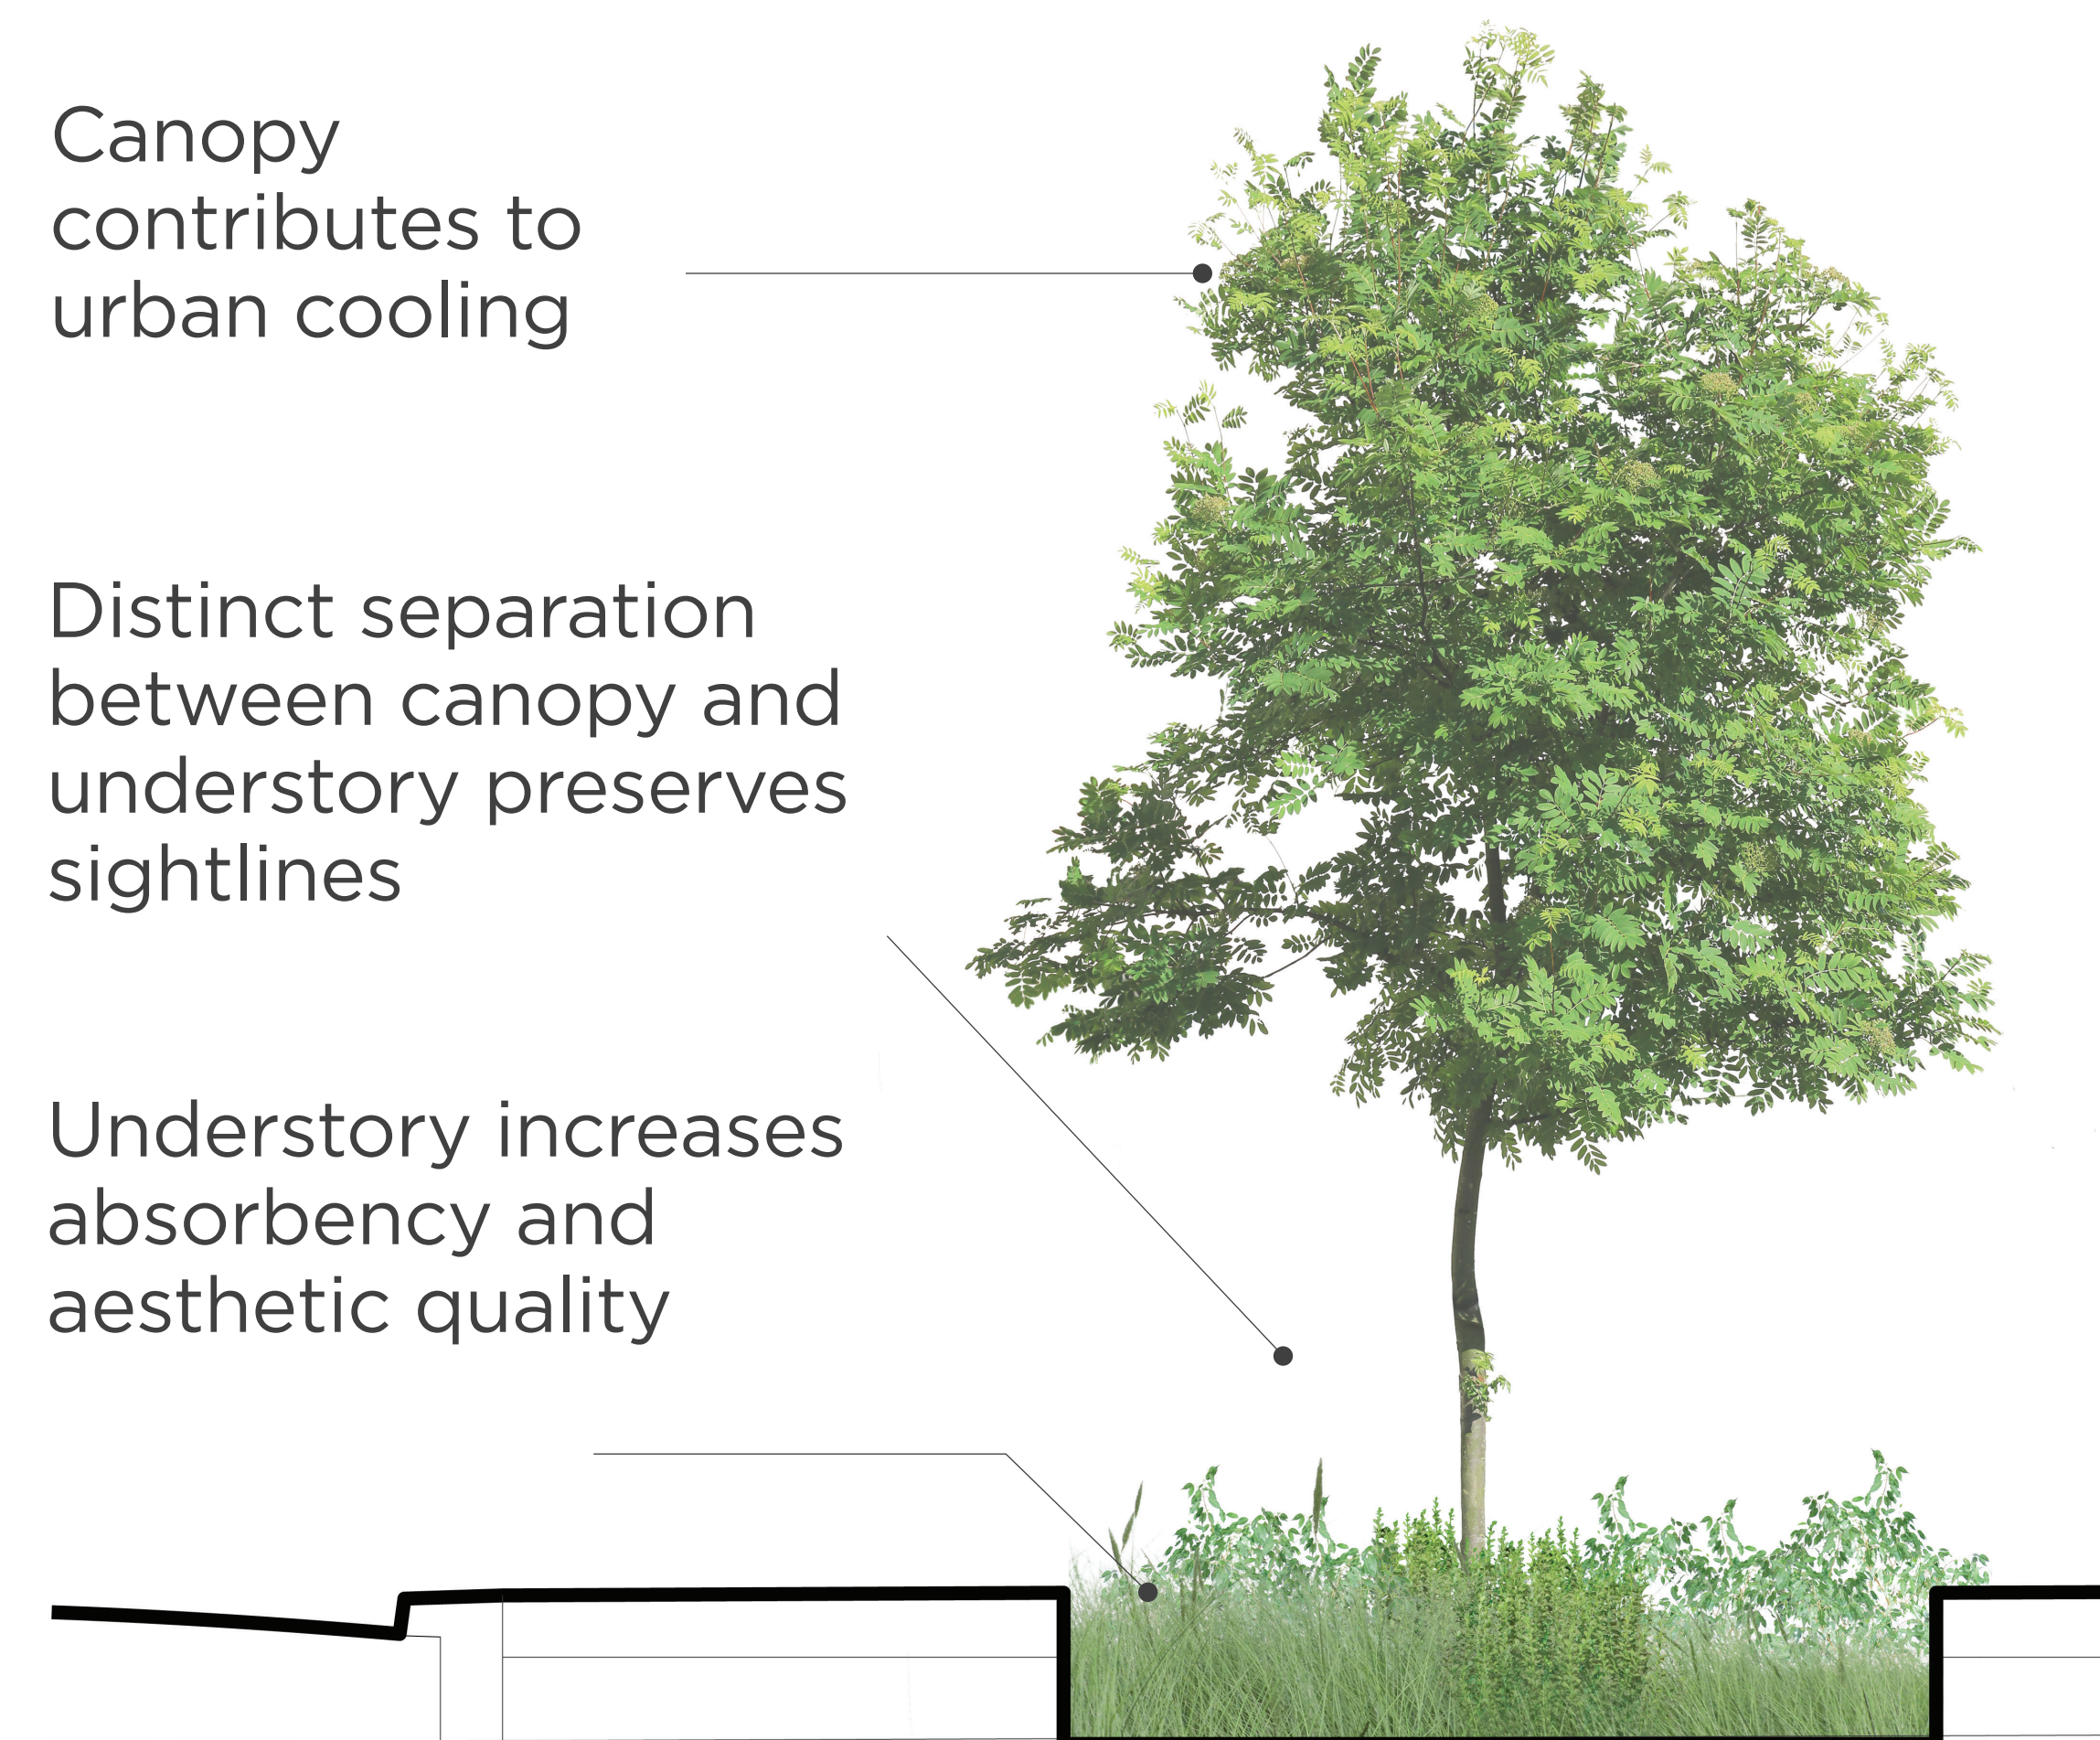 Canopy
contributes to
urban cooling
Distinct separation
between canopy and
understory preserves
sightlines
Understory increases
absorbency and
aesthetic quality